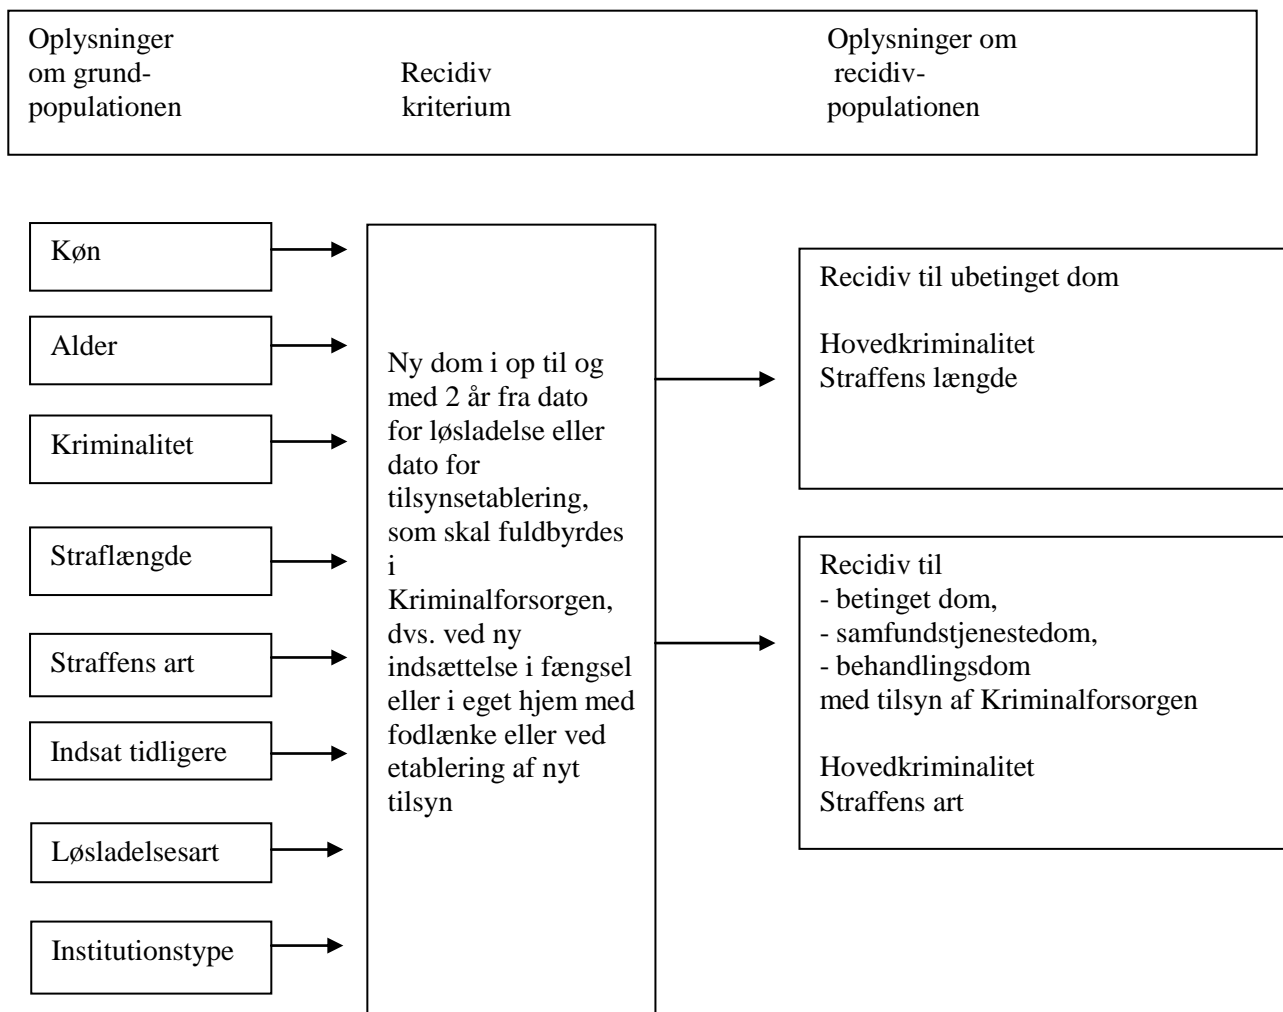 Oplysninger
om grund-
populationen
Recidiv
kriterium
Oplysninger om
recidiv-
populationen
Køn
Alder
Kriminalitet
Straflængde
Straffens art
Indsat tidligere
Løsladelsesart
Institutionstype
Ny dom i op til og
med 2 år fra dato
for løsladelse eller
dato for
tilsynsetablering,
som skal fuldbyrdes
i
Kriminalforsorgen,
dvs. ved ny
indsættelse i fængsel
eller i eget hjem med
fodlænke eller ved
etablering af nyt
tilsyn
Recidiv til ubetinget dom
Hovedkriminalitet
Straffens længde
Recidiv til
- betinget dom,
- samfundstjenestedom,
- behandlingsdom
med tilsyn af Kriminalforsorgen
Hovedkriminalitet
Straffens art